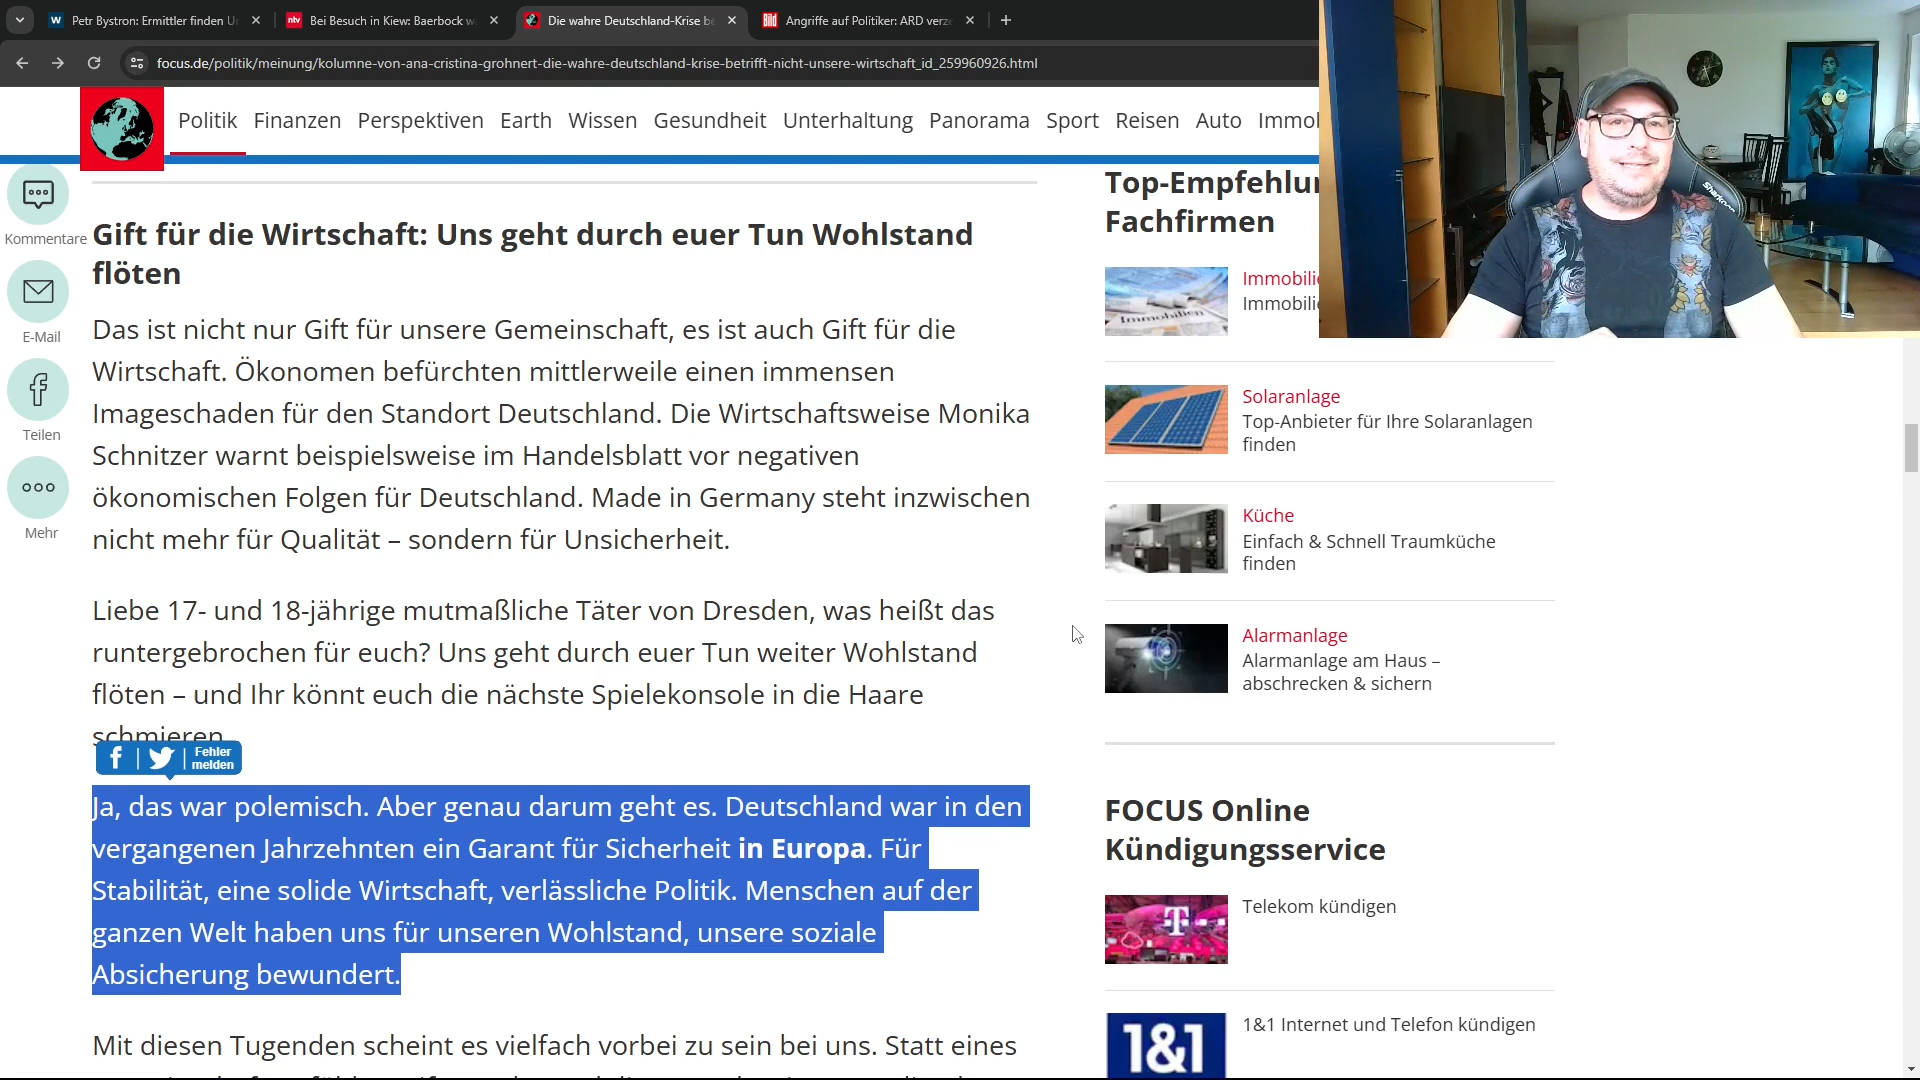 Petr Bystron: Ermittler finden U
Bei Besuch in Kiew: Baerbock w
Die wahre Deutschland-Krise be
Angriffe auf Politiker: ARD verze
focus.de/politik/meinung/kolumne-von-ana-cristina-grohnert-die-wahre-deutschland-krise-betrifft-nicht-unsere-wirtschaft_id_259960926.html
Politik Finanzen Perspektiven Earth Wissen Gesundheit Unterhaltung Panorama Sport Reisen Auto Immo
Kommentare
E-Mail
Teilen
Mehr
Gift für die Wirtschaft: Uns geht durch euer Tun Wohlstand
flöten
Das ist nicht nur Gift für unsere Gemeinschaft, es ist auch Gift für die
Wirtschaft. Ökonomen befürchten mittlerweile einen immensen
Imageschaden für den Standort Deutschland. Die Wirtschaftsweise Monika
Schnitzer warnt beispielsweise im Handelsblatt vor negativen
ökonomischen Folgen für Deutschland. Made in Germany steht inzwischen
nicht mehr für Qualität – sondern für Unsicherheit.
Liebe 17- und 18-jährige mutmaßliche Täter von Dresden, was heißt das
runtergebrochen für euch? Uns geht durch euer Tun weiter Wohlstand
flöten – und Ihr könnt euch die nächste Spielekonsole in die Haare
schmieren.
Fehler
melden
Ja, das war polemisch. Aber genau darum geht es. Deutschland war in den
vergangenen Jahrzehnten ein Garant für Sicherheit in Europa. Für
Stabilität, eine solide Wirtschaft, verlässliche Politik. Menschen auf der
ganzen Welt haben uns für unseren Wohlstand, unsere soziale
Absicherung bewundert.
Mit diesen Tugenden scheint es vielfach vorbei zu sein bei uns. Statt eines
Top-Empfehlu
Fachfirmen
Immobilien
Immobili
Immobili
Solaranlage
Top-Anbieter für Ihre Solaranlagen
finden
Küche
Einfach & Schnell Traumküche
finden
Alarmanlage
Alarmanlage am Haus –
abschrecken & sichern
FOCUS Online
Kündigungsservice
Telekom kündigen
1&1
1&1 Internet und Telefon kündigen
Sharkoon